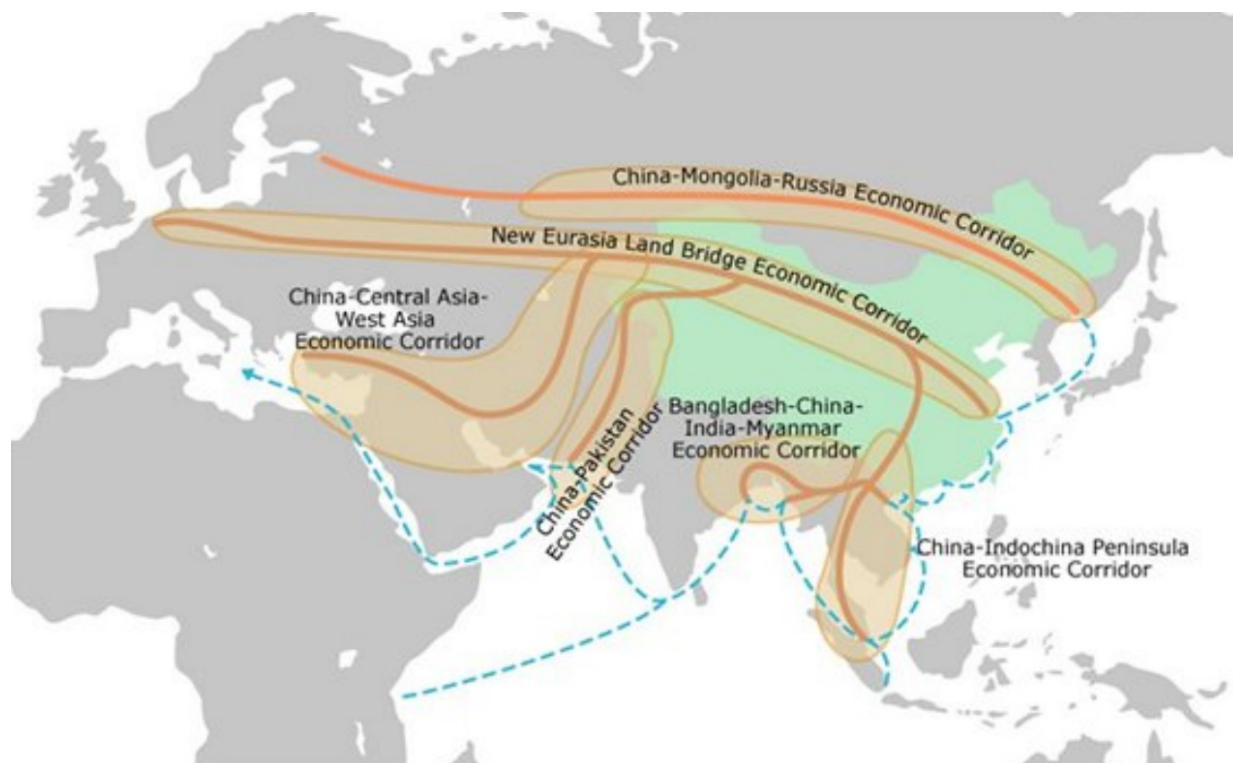 China-Mongolia-Russia Economic Corridor
New Eurasia Land Bridge Economic Corridor
China-Central Asia-
West Asia
Economic Corridor
China-Pakistan
Economic Corridor
Bangladesh-China-
India-Myanmar
Economic Corridor
China-Indochina Peninsula
Economic Corridor